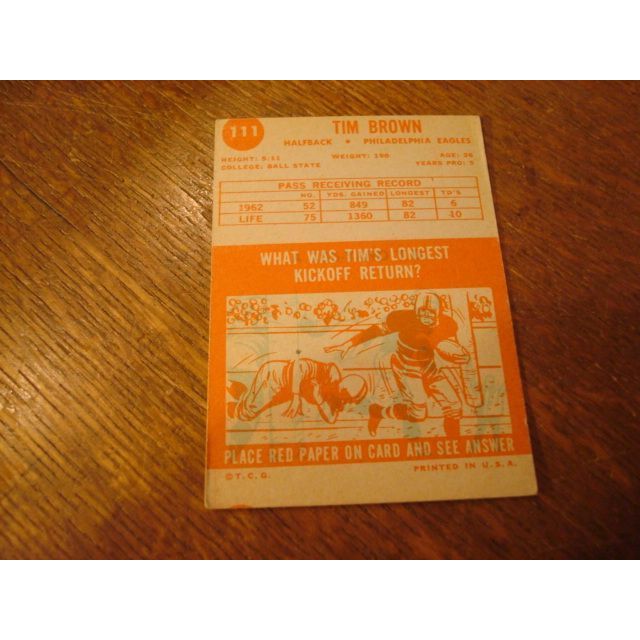 111
TIM BROWN
HALFBACK • PHILADELPHIA EAGLES
HEIGHT: 5:11 WEIGHT: 190 AGE: 26
COLLEGE: BALL STATE YEARS PRO: 5
PASS RECEIVING RECORD
NO. YDS. GAINED LONGEST TD'S
1962 52 849 82 6
LIFE 75 1360 82 10
WHAT WAS TIM'S LONGEST
KICKOFF RETURN?
PLACE RED PAPER ON CARD AND SEE ANSWER
© T.C.G. PRINTED IN U.S.A.